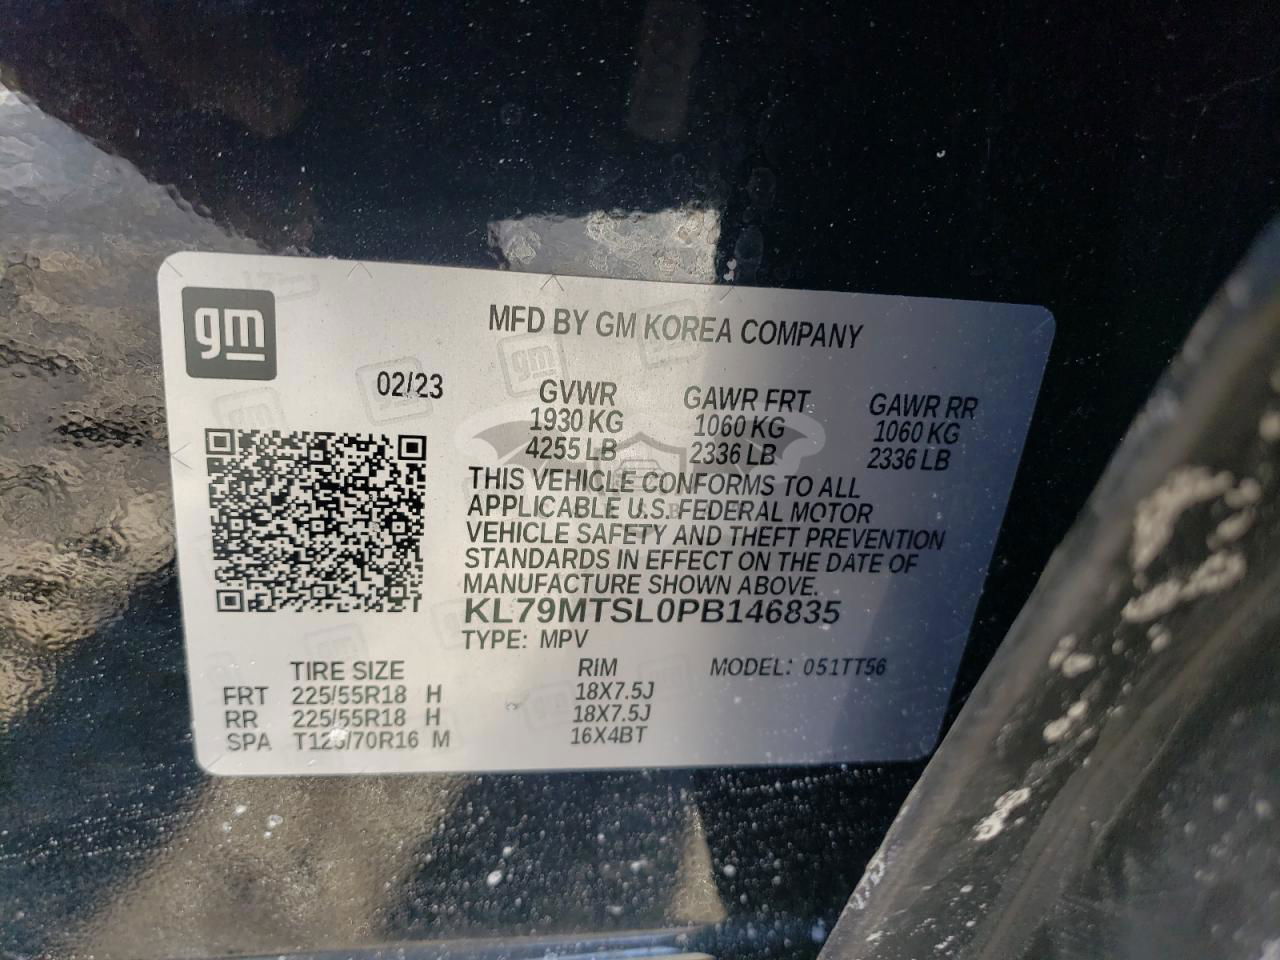 gm
MFD BY GM KOREA COMPANY
02/23
GVWR GAWR FRT GAWR RR
1930 KG 1060 KG 1060 KG
4255 LB 2336 LB 2336 LB
THIS VEHICLE CONFORMS TO ALL
APPLICABLE U.S. FEDERAL MOTOR
VEHICLE SAFETY AND THEFT PREVENTION
STANDARDS IN EFFECT ON THE DATE OF
MANUFACTURE SHOWN ABOVE.
KL79MTSL0PB146835
TYPE: MPV
TIRE SIZE RIM MODEL: 051TT56
FRT 225/55R18 H 18X7.5J
RR 225/55R18 H 18X7.5J
SPA T125/70R16 M 16X4BT